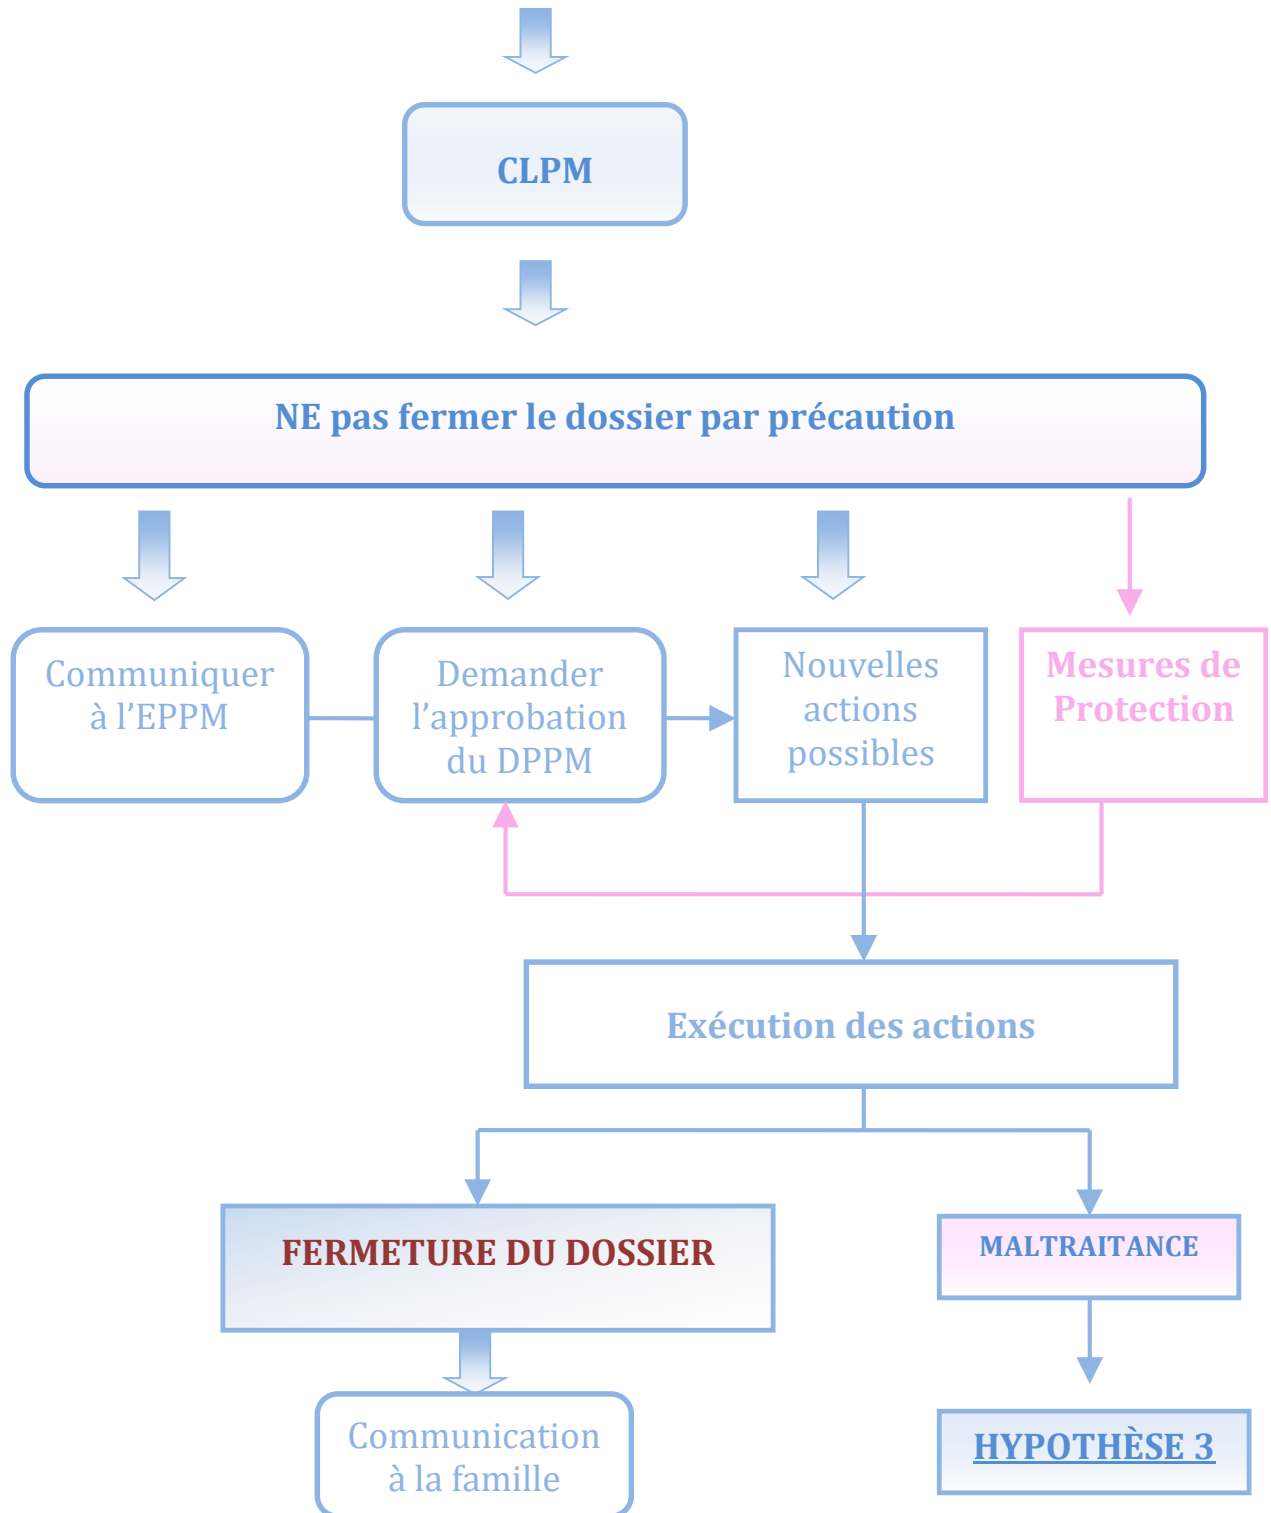 CLPM
NE pas fermer le dossier par précaution
Communiquer
à l’EPPM
Demander
l’approbation
du DPPM
Nouvelles
actions
possibles
Mesures de
Protection
Exécution des actions
FERMETURE DU DOSSIER
MALTRAITANCE
Communication
à la famille
HYPOTHÈSE 3